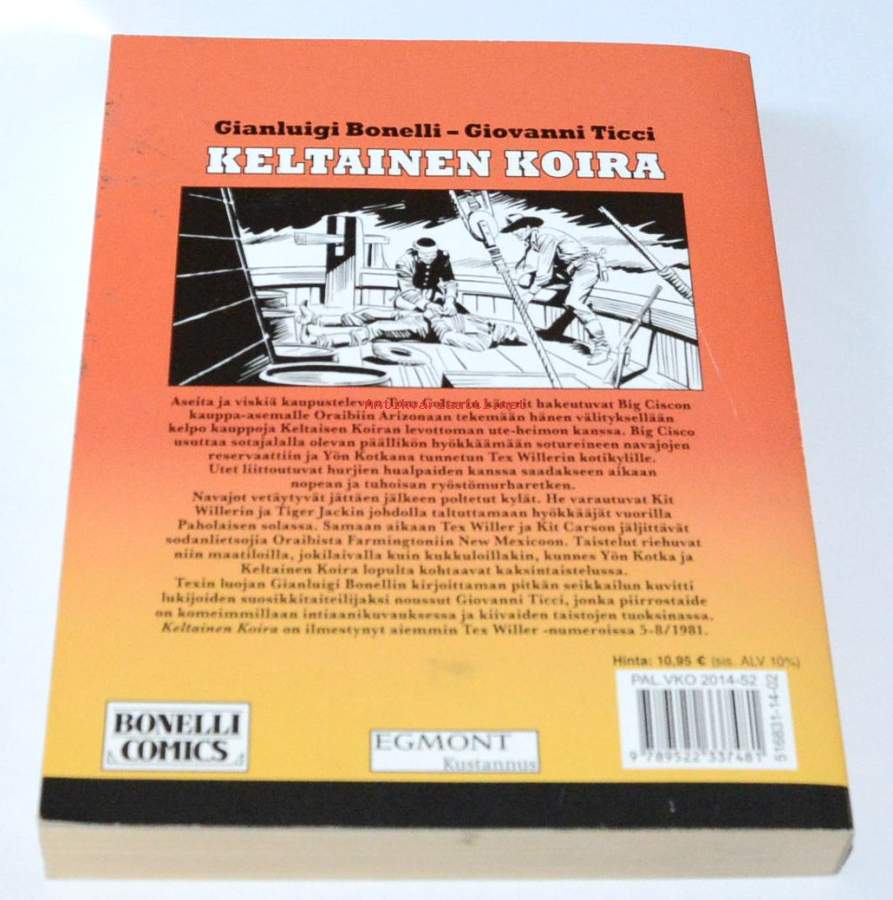 Gianluigi Bonelli – Giovanni Ticci
KELTAINEN KOIRA
Aseita ja viskiä kaupustelevan Tom Coltarin kärryit hakeutuvat Big Ciscon
kauppa-asemalle Oraibiin Arizonaan tekemään hänen välityksellään
kelpo kauppoja Keltaisen Koiran levottoman ute-heimon kanssa. Big Cisco
usuttaa sotajalalla olevan päällikön hyökkäämään sotureineen navajojen
reservaattiin ja Yön Kotkana tunnetun Tex Willerin kotikylille.
Utet liittoutuvat hurjien hualpaiden kanssa saadakseen aikaan
nopean ja tuhoisan ryöstömurharetken.
Navajot vetäytyvät jättäen jälkeen poltetut kylät. He varautuvat Kit
Willerin ja Tiger Jackin johdolla taltuttamaan hyökkääjät vuorilla
Paholaisen solassa. Samaan aikaan Tex Willer ja Kit Carson jäljittävät
sodanlietsojia Oraibista Farmingtoniin New Mexicoon. Taistelut riehuvat
niin maatiloilla, jokilaivalla kuin kukkuloillakin, kunnes Yön Kotka ja
Keltainen Koira lopulta kohtaavat kaksintaistelussa.
Texin luojan Gianluigi Bonellin kirjoittaman pitkän seikkailun kuvitti
lukijoiden suosikkitaiteilijaksi noussut Giovanni Ticci, jonka piirrostaide
on komeimmillaan intiaanikuvauksessa ja kiivaiden taistojen tuoksinassa.
Keltainen Koira on ilmestynyt aiemmin Tex Willer -numeroissa 5-8/1981.
Hinta: 10,95 € (sis. ALV 10%)
PAL.VKO 2014-52
516831-14-02
9 789522 337481
BONELLI
COMICS
EGMONT
Kustannus